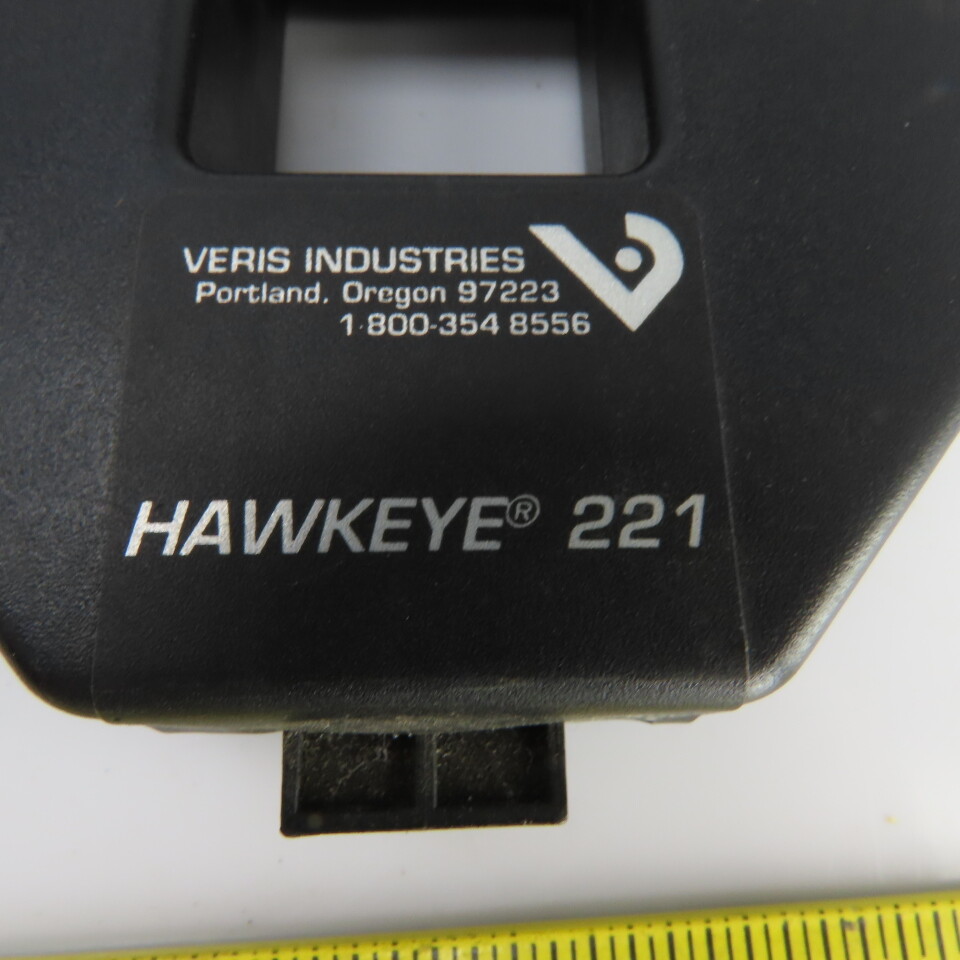 VERIS INDUSTRIES
Portland, Oregon 97223
1-800-354 8556
HAWKEYE® 221